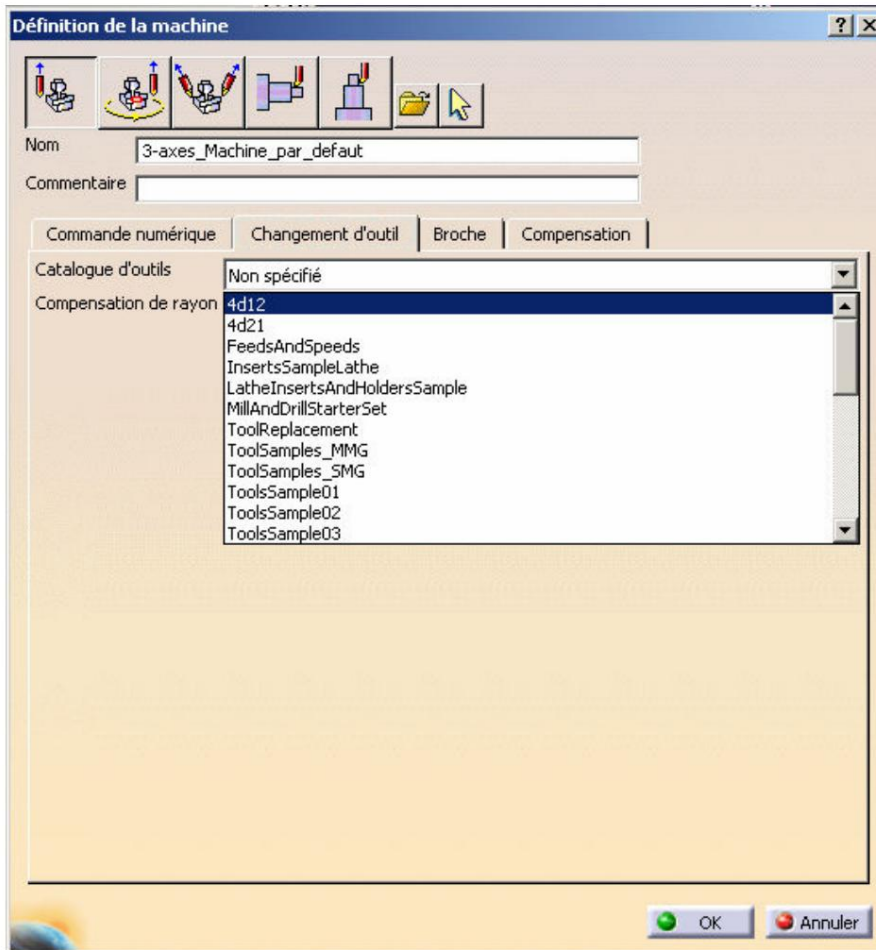 Définition de la machine
Nom
3-axes_Machine_par_defaut
Commentaire
Commande numérique
Changement d'outil
Broche
Compensation
Catalogue d'outils
Non spécifié
Compensation de rayon
4d12
4d21
FeedsAndSpeeds
InsertsSampleLathe
LatheInsertsAndHoldersSample
MillAndDrillStarterSet
ToolReplacement
ToolSamples_MMG
ToolSamples_SMG
ToolsSample01
ToolsSample02
ToolsSample03
OK
Annuler